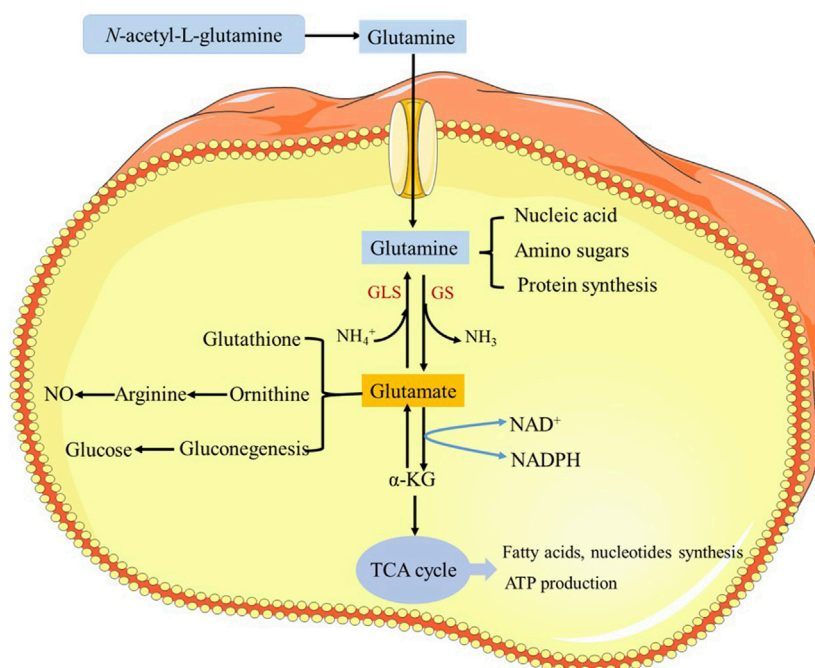 N-acetyl-L-glutamine
Glutamine
Glutamine
Nucleic acid
Amino sugars
Protein synthesis
GLS
GS
NH₄⁺
NH₃
Glutathione
NO
Arginine
Ornithine
Glutamate
Glucose
Gluconegenesis
NAD⁺
NADPH
α-KG
TCA cycle
Fatty acids, nucleotides synthesis
ATP production